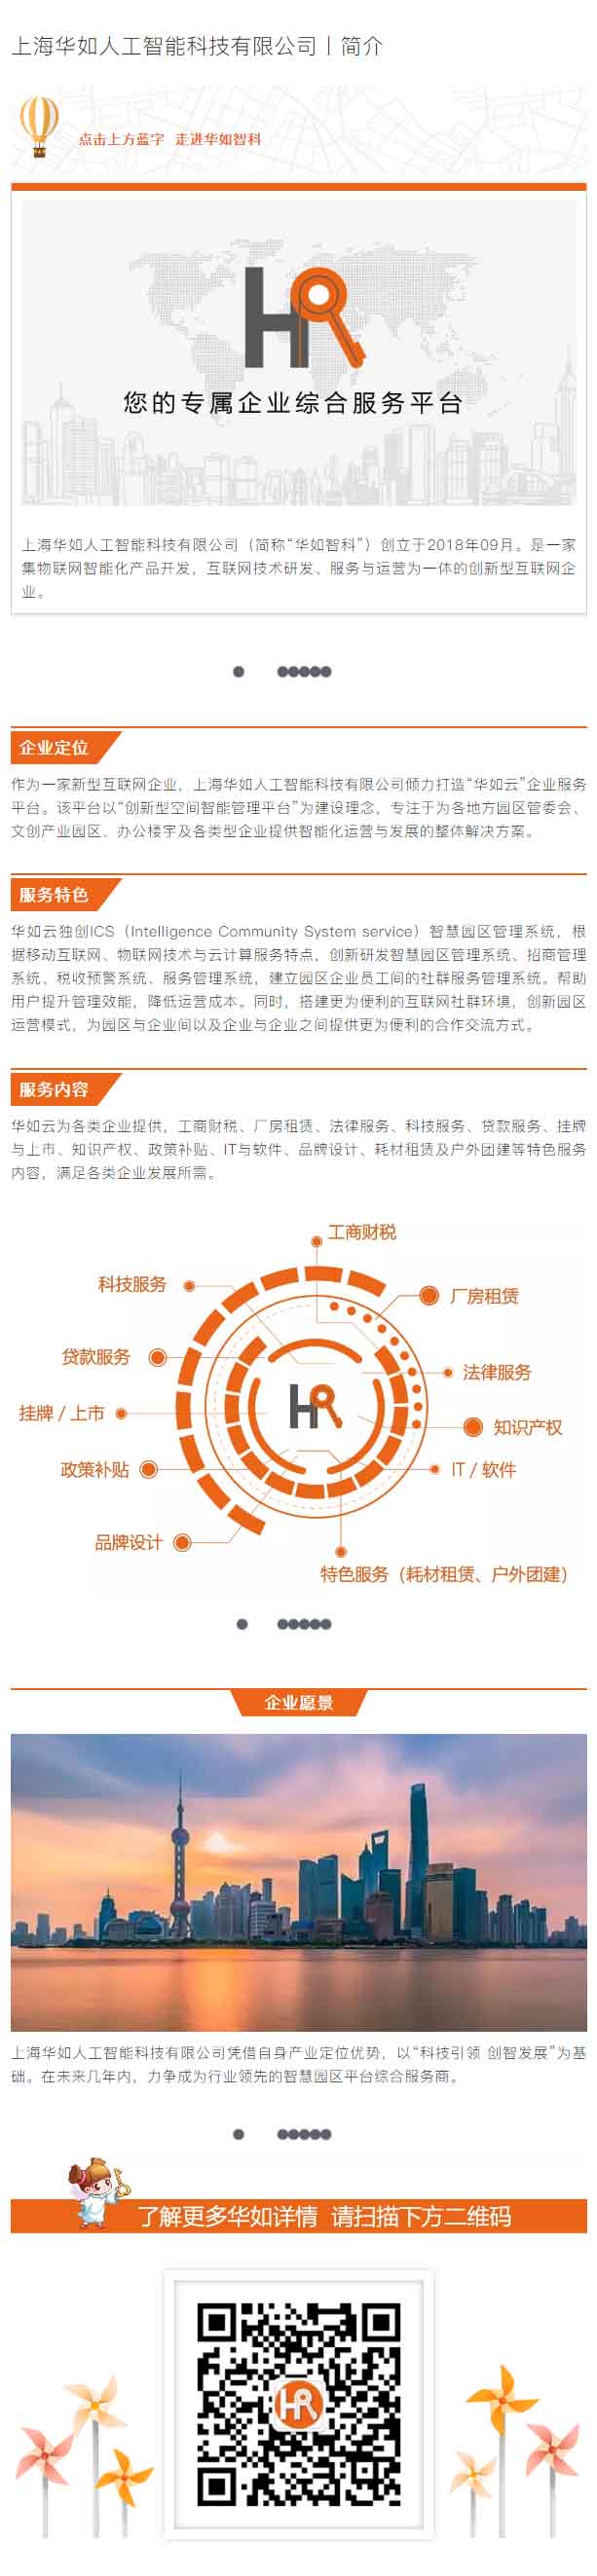 上海华如人工智能科技有限公司丨简介
点击上方蓝字 走进华如智科
HR
您的专属企业综合服务平台
上海华如人工智能科技有限公司（简称“华如智科”）创立于2018年09月。是一家
集物联网智能化产品开发，互联网技术研发、服务与运营为一体的创新型互联网企
业。
企业定位
作为一家新型互联网企业，上海华如人工智能科技有限公司倾力打造“华如云”企业服务
平台。该平台以“创新型空间智能管理平台”为建设理念，专注于为各地方园区管委会、
文创产业园区、办公楼宇及各类型企业提供智能化运营与发展的整体解决方案。
服务特色
华如云独创ICS（Intelligence Community System service）智慧园区管理系统，根
据移动互联网、物联网技术与云计算服务特点，创新研发智慧园区管理系统、招商管理
系统、税收预警系统、服务管理系统，建立园区企业员工间的社群服务管理系统。帮助
用户提升管理效能，降低运营成本。同时，搭建更为便利的互联网社群环境，创新园区
运营模式，为园区与企业间以及企业与企业之间提供更为便利的合作交流方式。
服务内容
华如云为各类企业提供，工商财税、厂房租赁、法律服务、科技服务、贷款服务、挂牌
与上市、知识产权、政策补贴、IT与软件、品牌设计、耗材租赁及户外团建等特色服务
内容，满足各类企业发展所需。
工商财税
科技服务
厂房租赁
贷款服务
法律服务
挂牌 / 上市
HR
知识产权
政策补贴
IT / 软件
品牌设计
特色服务（耗材租赁、户外团建）
企业愿景
上海华如人工智能科技有限公司凭借自身产业定位优势，以“科技引领 创智发展”为基
础。在未来几年内，力争成为行业领先的智慧园区平台综合服务商。
了解更多华如详情 请扫描下方二维码
HR